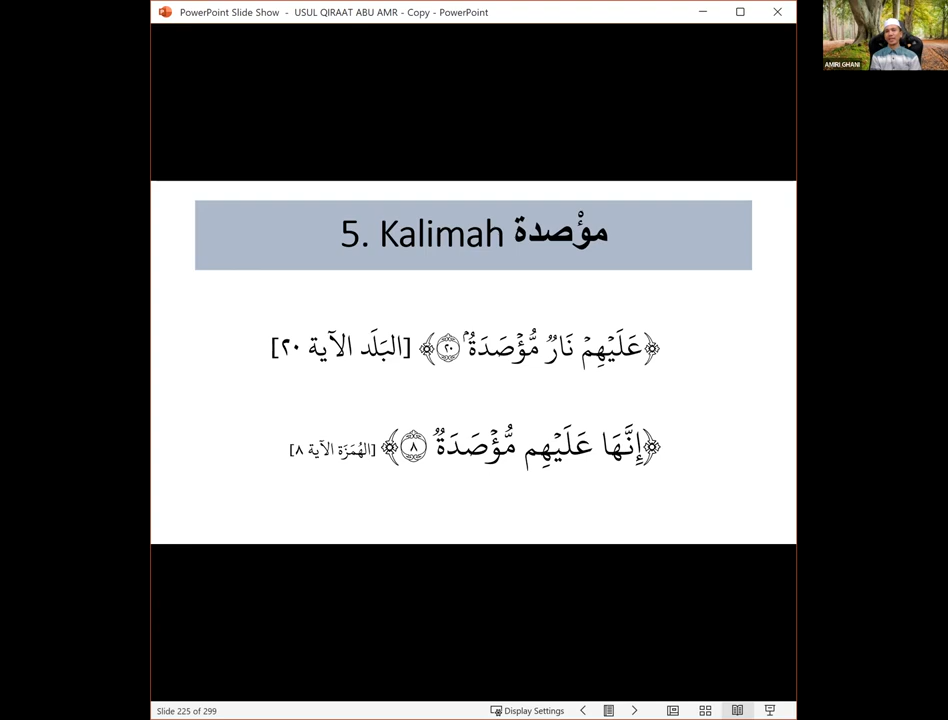 PowerPoint Slide Show - USUL QIRAAT ABU AMR - Copy - PowerPoint
AMIRI GHANI
5. Kalimah مؤْصدة
﴿عَلَيْهِمْ نَارٌ مُّؤْصَدَةٌۢ ٢٠﴾ [البَلَد الآية ٢٠]
﴿إِنَّهَا عَلَيْهِم مُّؤْصَدَةٌ ٨﴾ [الهُمَزَة الآية ٨]
Slide 225 of 299
Display Settings